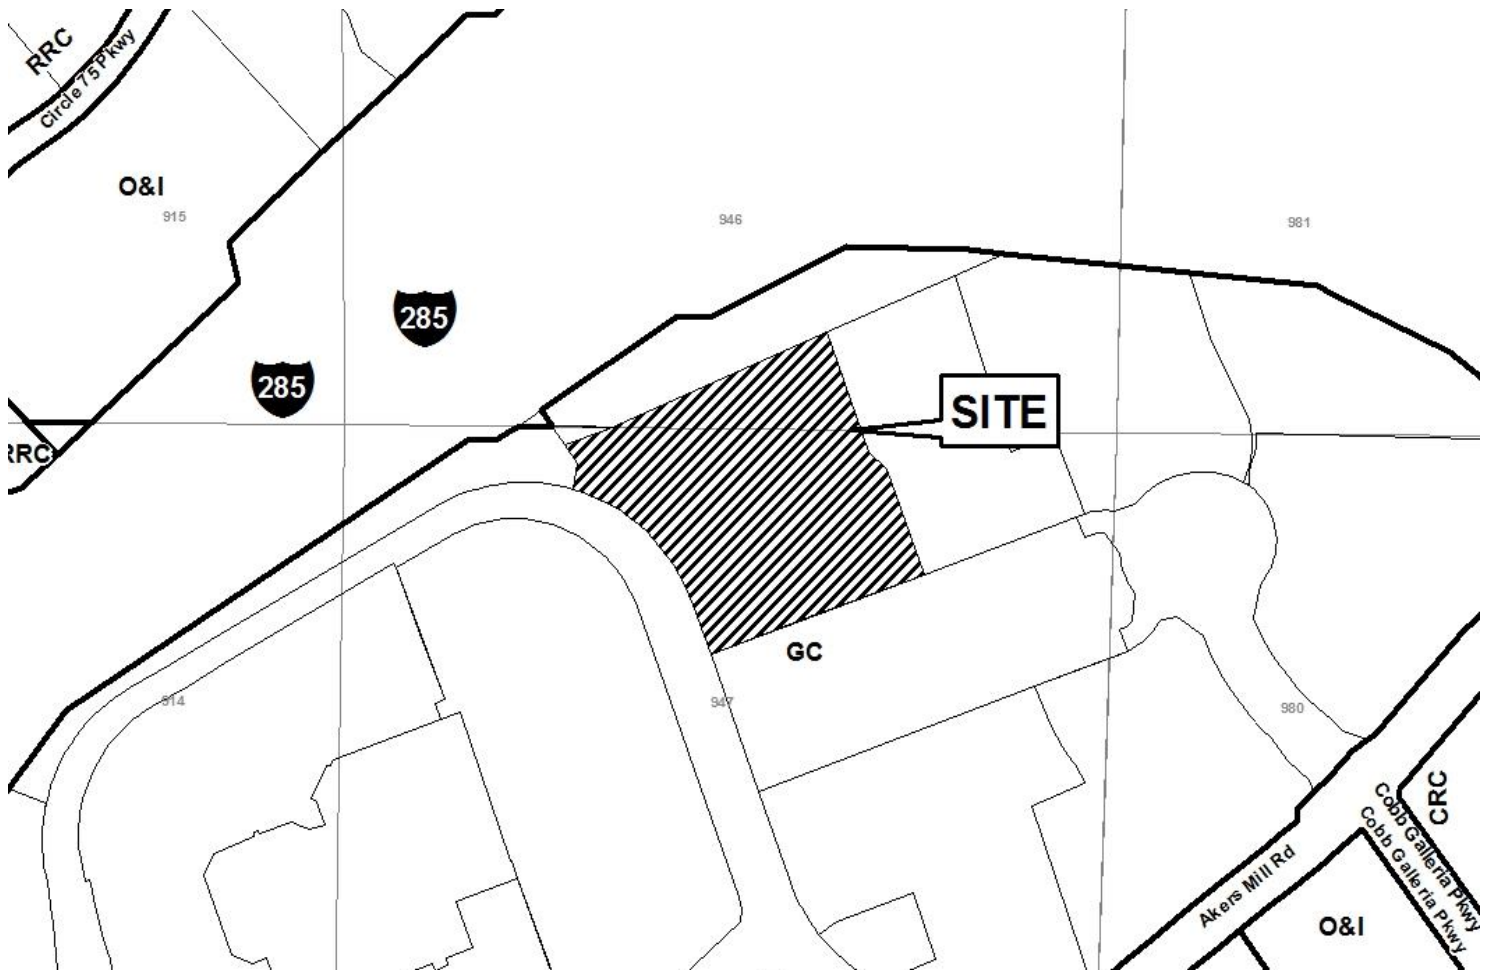 RRC
Circle 75 Pkwy
O&I
915
946
981
285
285
SITE
RRC
GC
914
947
980
CRC
Cobb Galleria Pkwy
Cobb Galleria Pkwy
Akers Mill Rd
O&I